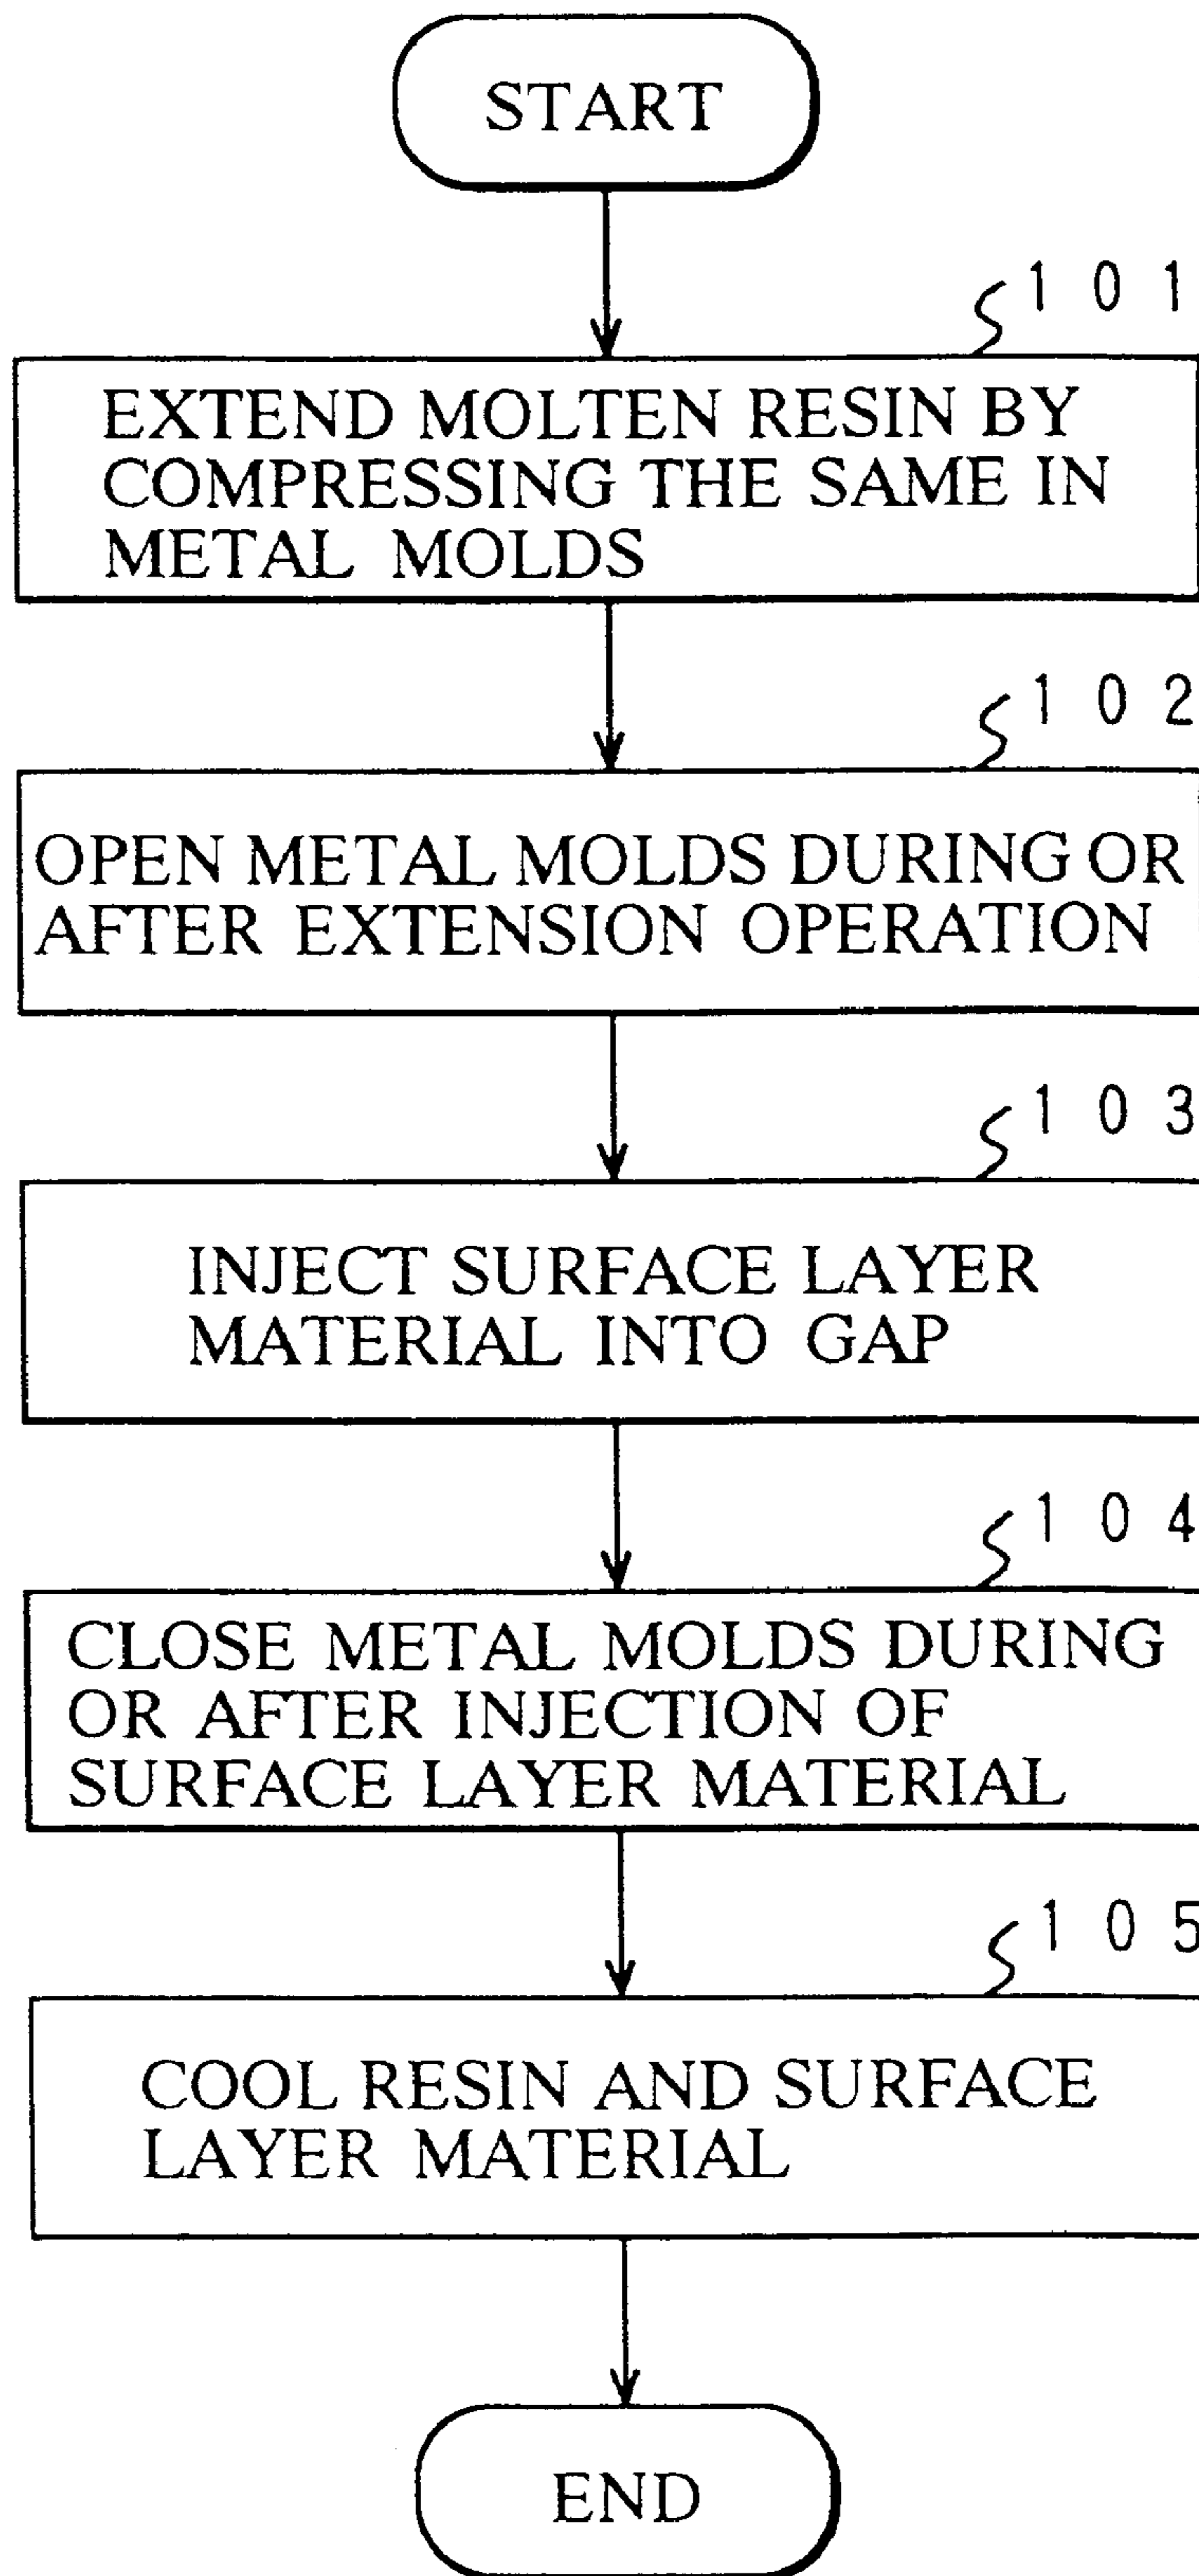 START
101
EXTEND MOLTEN RESIN BY
COMPRESSING THE SAME IN
METAL MOLDS
102
OPEN METAL MOLDS DURING OR
AFTER EXTENSION OPERATION
103
INJECT SURFACE LAYER
MATERIAL INTO GAP
104
CLOSE METAL MOLDS DURING
OR AFTER INJECTION OF
SURFACE LAYER MATERIAL
105
COOL RESIN AND SURFACE
LAYER MATERIAL
END